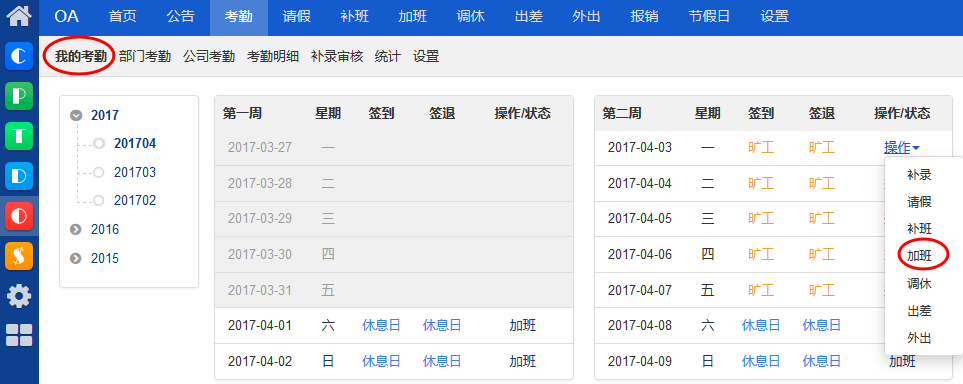 OA 首页 公告 考勤 请假 补班 加班 调休 出差 外出 报销 节假日 设置
我的考勤 部门考勤 公司考勤 考勤明细 补录审核 统计 设置
2017
201704
201703
201702
2016
2015
第一周 星期 签到 签退 操作/状态
2017-03-27 一
2017-03-28 二
2017-03-29 三
2017-03-30 四
2017-03-31 五
2017-04-01 六 休息日 休息日 加班
2017-04-02 日 休息日 休息日 加班
第二周 星期 签到 签退 操作/状态
2017-04-03 一 旷工 旷工 操作
2017-04-04 二 旷工 旷工
2017-04-05 三 旷工 旷工
2017-04-06 四 旷工 旷工
2017-04-07 五 旷工 旷工
2017-04-08 六 休息日 休息日
2017-04-09 日 休息日 休息日 加班
补录
请假
补班
加班
调休
出差
外出
C
P
T
D
O
$